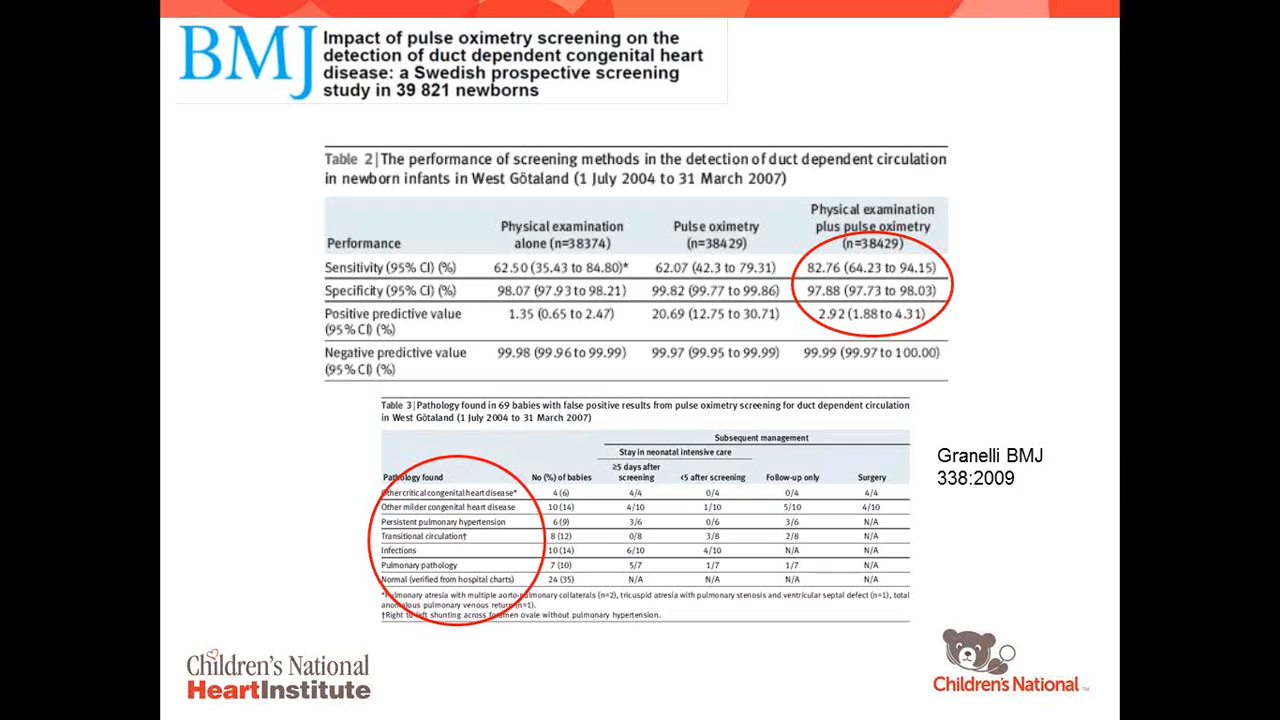 BMJ
Impact of pulse oximetry screening on the
detection of duct dependent congenital heart
disease: a Swedish prospective screening
study in 39 821 newborns
Table 2|The performance of screening methods in the detection of duct dependent circulation
in newborn infants in West Götaland (1 July 2004 to 31 March 2007)
Performance Physical examination alone (n=38374) Pulse oximetry (n=38429) Physical examination plus pulse oximetry (n=38429)
Sensitivity (95% CI) (%) 62.50 (35.43 to 84.80)* 62.07 (42.3 to 79.31) 82.76 (64.23 to 94.15)
Specificity (95% CI) (%) 98.07 (97.93 to 98.21) 99.82 (99.77 to 99.86) 97.88 (97.73 to 98.03)
Positive predictive value (95% CI) (%) 1.35 (0.65 to 2.47) 20.69 (12.75 to 30.71) 2.92 (1.88 to 4.31)
Negative predictive value (95% CI) (%) 99.98 (99.96 to 99.99) 99.97 (99.95 to 99.99) 99.99 (99.97 to 100.00)
Table 3|Pathology found in 69 babies with false positive results from pulse oximetry screening for duct dependent circulation
in West Götaland (1 July 2004 to 31 March 2007)
Subsequent management
Stay in neonatal intensive care
Pathology found No (%) of babies ≥5 days after screening <5 after screening Follow-up only Surgery
Other critical congenital heart disease* 4 (6) 4/4 0/4 0/4 4/4
Other milder congenital heart disease 10 (14) 4/10 1/10 5/10 4/10
Persistent pulmonary hypertension 6 (9) 3/6 0/6 3/6 N/A
Transitional circulation† 8 (12) 0/8 3/8 2/8 N/A
Infections 10 (14) 6/10 4/10 N/A N/A
Pulmonary pathology 7 (10) 5/7 1/7 1/7 N/A
Normal (verified from hospital charts) 24 (35) N/A N/A N/A N/A
*Pulmonary atresia with multiple aorto-pulmonary collaterals (n=2), tricuspid atresia with pulmonary stenosis and ventricular septal defect (n=1), total
anomalous pulmonary venous return (n=1).
†Right to left shunting across foramen ovale without pulmonary hypertension.
Granelli BMJ
338:2009
Children's National
HeartInstitute
Children's National ™